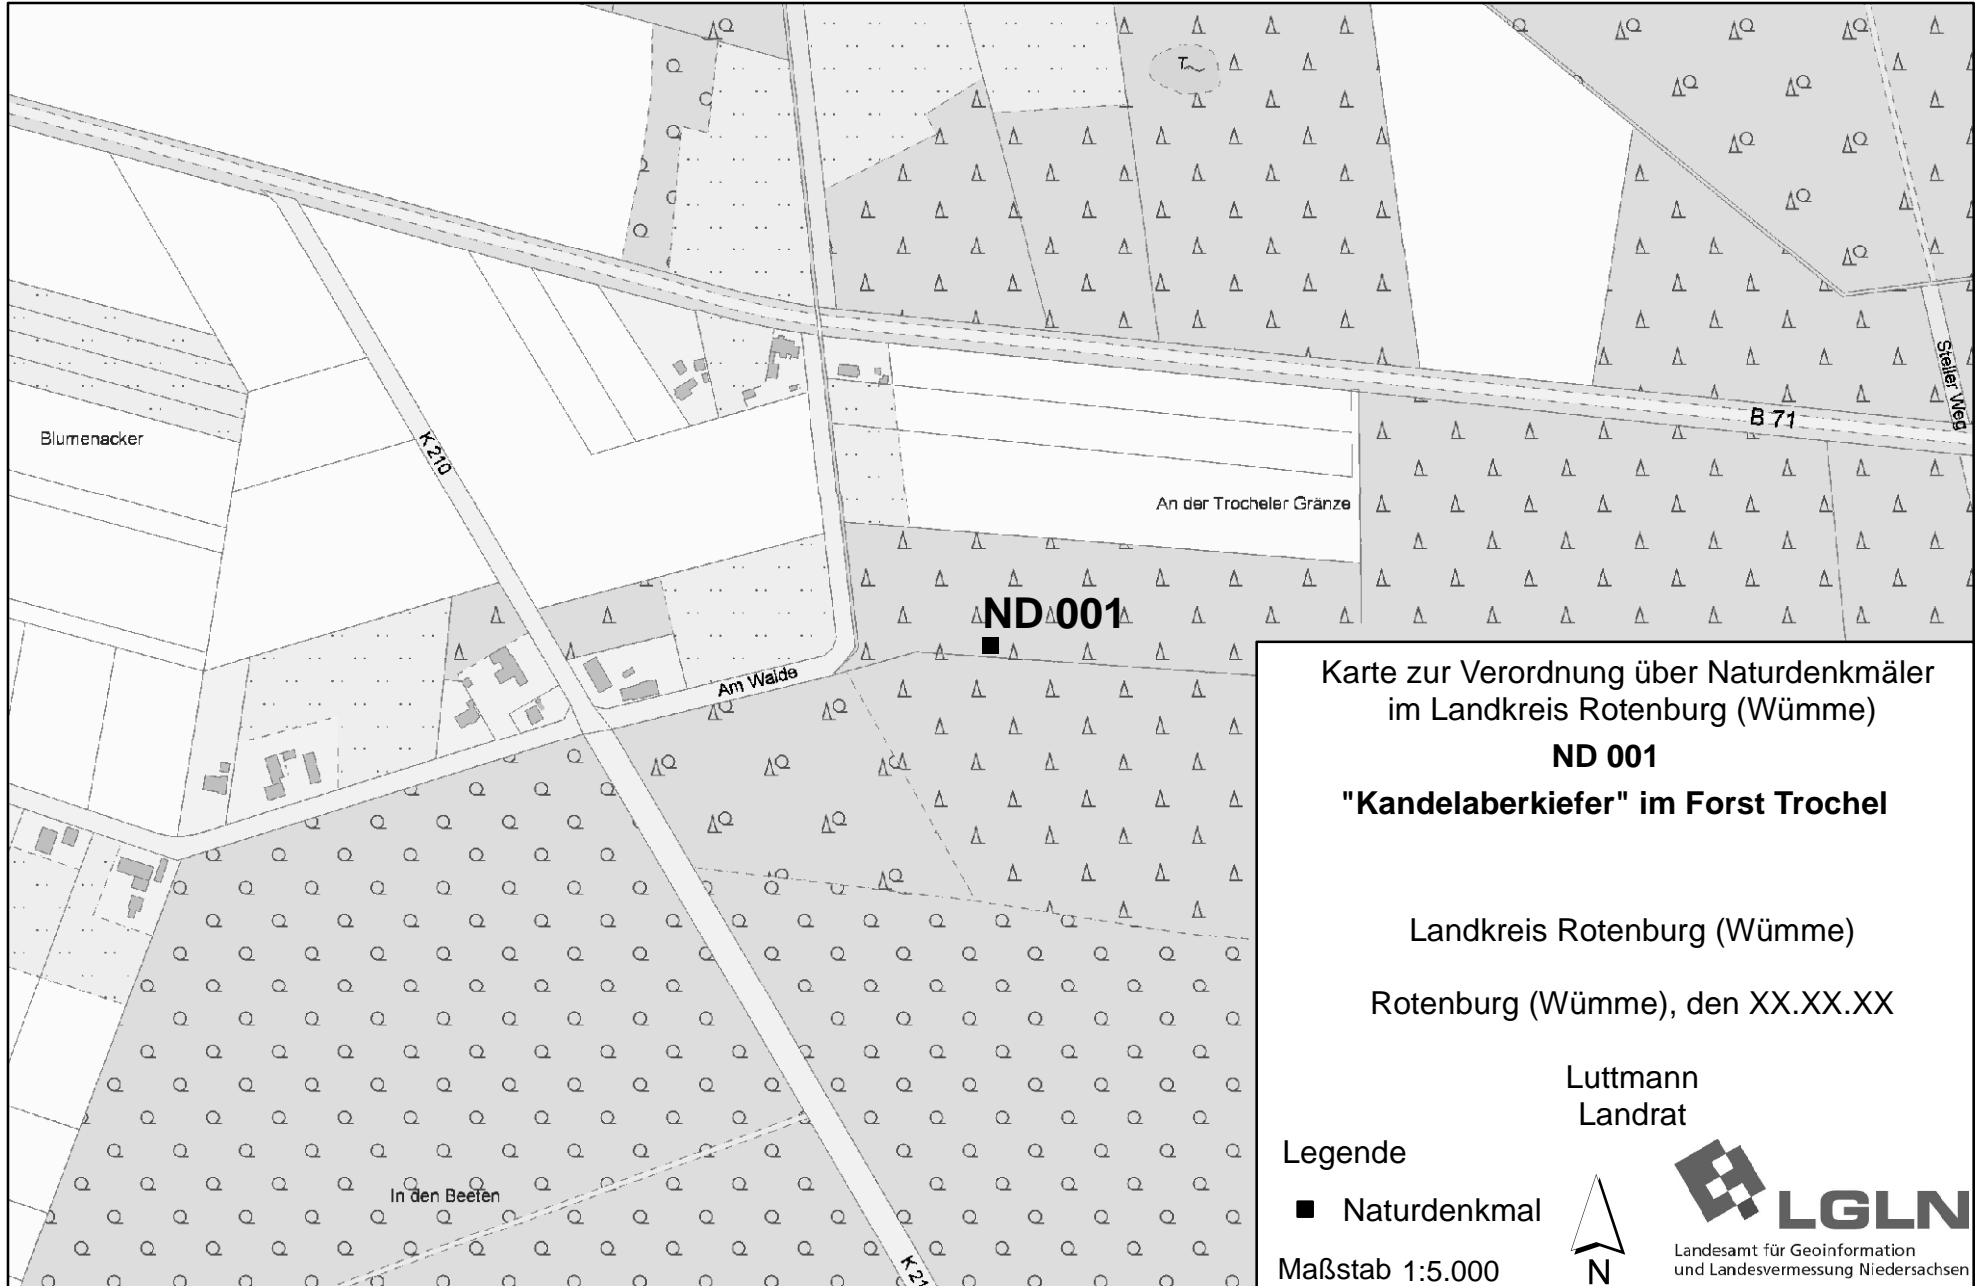 T
Steller Weg
B 71
Blumenacker
K 210
An der Trocheler Gränze
ND 001
Am Walde
Karte zur Verordnung über Naturdenkmäler
im Landkreis Rotenburg (Wümme)
ND 001
"Kandelaberkiefer" im Forst Trochel
Landkreis Rotenburg (Wümme)
Rotenburg (Wümme), den XX.XX.XX
Luttmann
Landrat
Legende
Naturdenkmal
Maßstab 1:5.000
N
LGLN
Landesamt für Geoinformation
und Landesvermessung Niedersachsen
In den Beeten
K 21